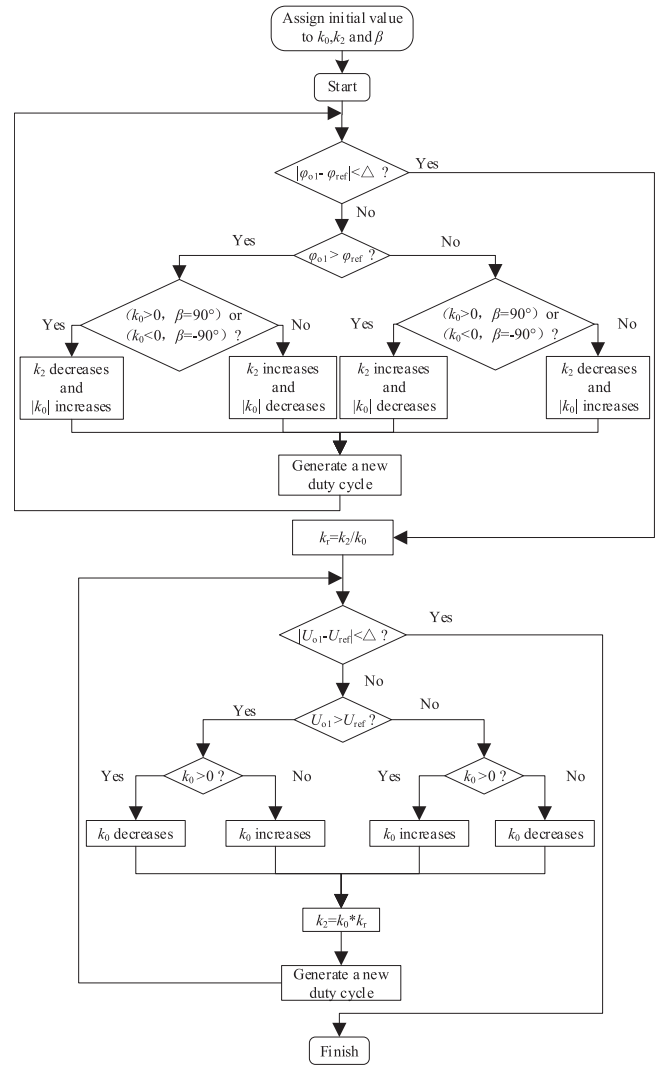 Assign initial value
to k₀,k₂ and β
Start
|φₒ₁- φref|<△ ?
Yes
No
φₒ₁> φref ?
Yes
No
(k₀>0, β=90°) or
(k₀<0, β=-90°) ?
Yes
No
(k₀>0, β=90°) or
(k₀<0, β=-90°) ?
Yes
No
k₂ decreases
and
|k₀| increases
k₂ increases
and
|k₀| decreases
k₂ increases
and
|k₀| decreases
k₂ decreases
and
|k₀| increases
Generate a new
duty cycle
kᵣ=k₂/k₀
|Uₒ₁-Uref|<△ ?
Yes
No
Uₒ₁>Uref ?
Yes
No
k₀>0 ?
Yes
No
k₀>0 ?
Yes
No
k₀ decreases
k₀ increases
k₀ increases
k₀ decreases
k₂=k₀*kᵣ
Generate a new
duty cycle
Finish